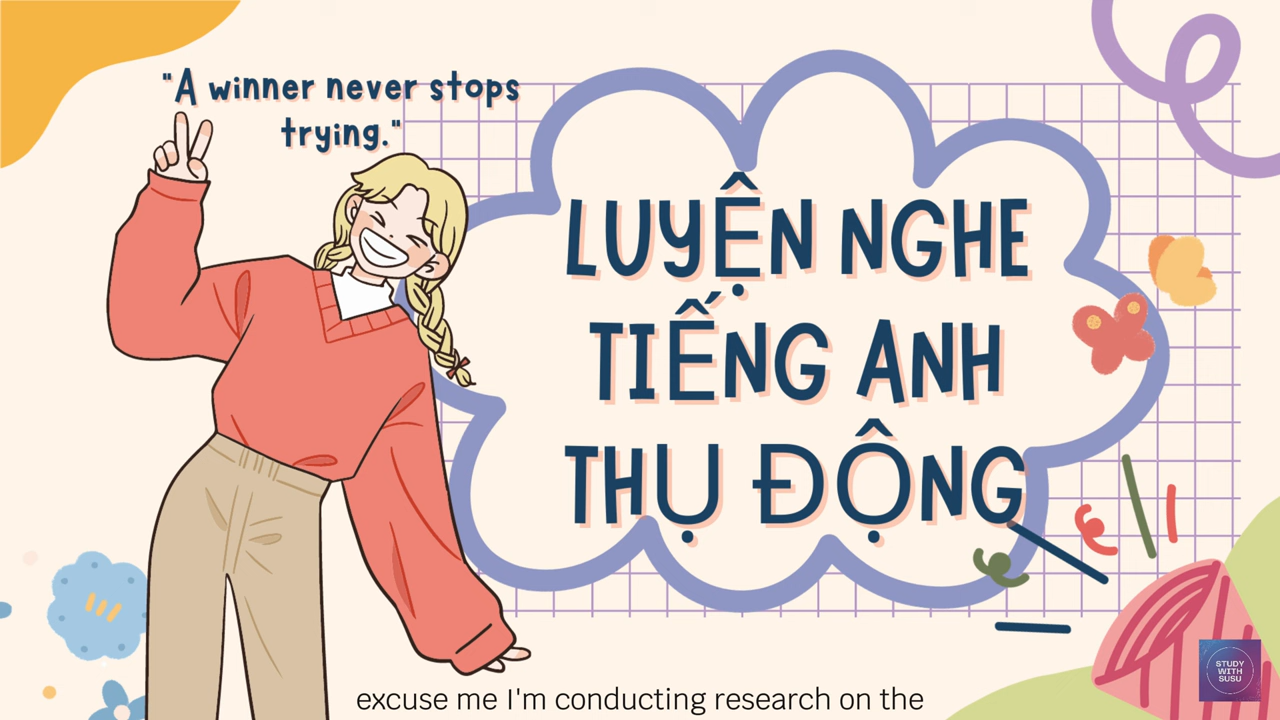 "A winner never stops
trying."
LUYỆN NGHE
TIẾNG ANH
THỤ ĐỘNG
STUDY
WITH
SUSU
excuse me I'm conducting research on the